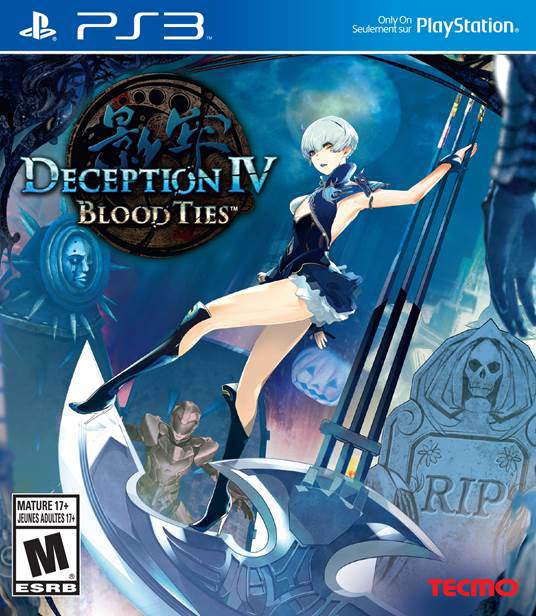 PS3™
Only On
Seulement sur
PlayStation®
影牢
DECEPTION IV
BLOOD TIES™
RIP
MATURE 17+
JEUNES ADULTES 17+
M
ESRB
TECMO